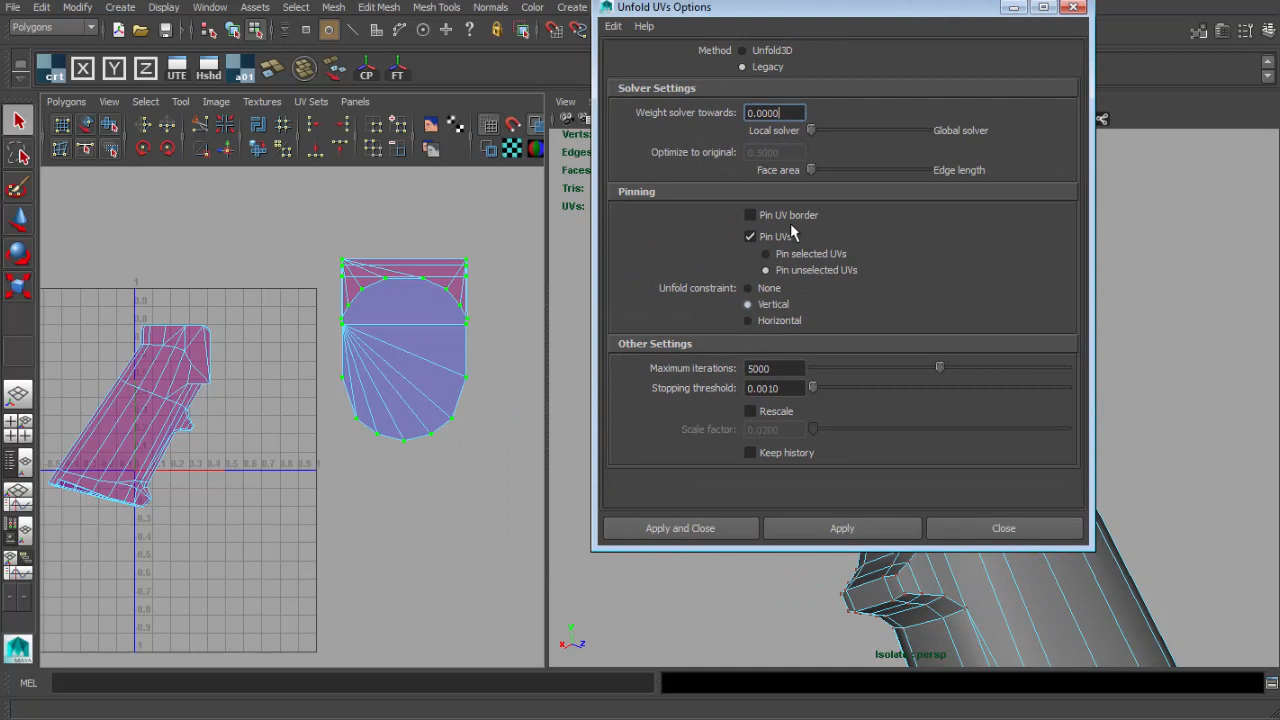 File Edit Modify Create Display Window Assets Select Mesh Edit Mesh Mesh Tools Normals Color Create
Unfold UVs Options
Polygons
Edit Help
Method Unfold3D
Legacy
crt X Y Z UTE Hshd a01 CP FT
Solver Settings
Weight solver towards: 0.0000
Local solver Global solver
Optimize to original: 0.5000
Face area Edge length
Polygons View Select Tool Image Textures UV Sets Panels
View
Verts:
Edges
Faces
Tris:
UVs:
Pinning
Pin UV border
Pin UVs
Pin selected UVs
Pin unselected UVs
Unfold constraint: None
Vertical
Horizontal
Other Settings
Maximum iterations: 5000
Stopping threshold: 0.0010
Rescale
Scale factor: 0.0200
Keep history
Apply and Close Apply Close
MAYA
Isolate: persp
MEL